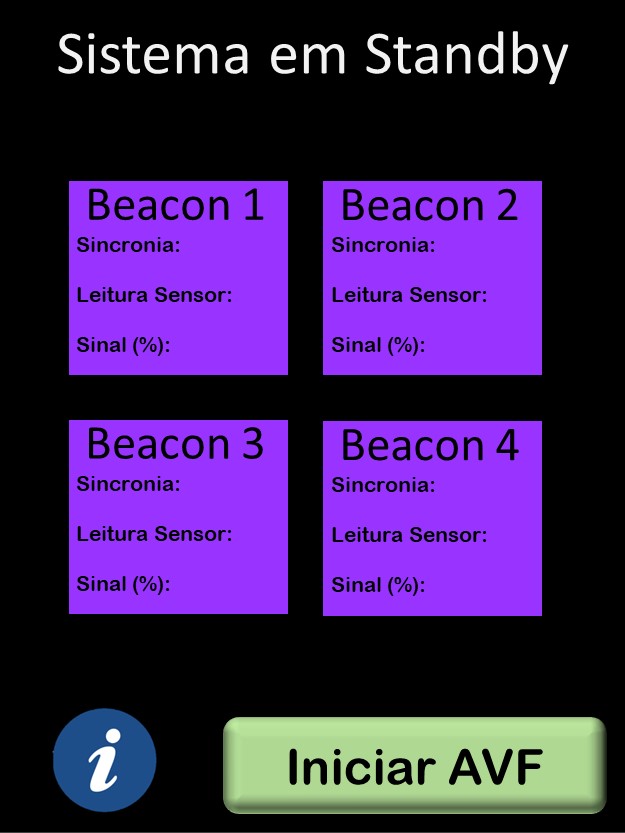 Sistema em Standby
Beacon 1
Sincronia:
Leitura Sensor:
Sinal (%):
Beacon 2
Sincronia:
Leitura Sensor:
Sinal (%):
Beacon 3
Sincronia:
Leitura Sensor:
Sinal (%):
Beacon 4
Sincronia:
Leitura Sensor:
Sinal (%):
i
Iniciar AVF